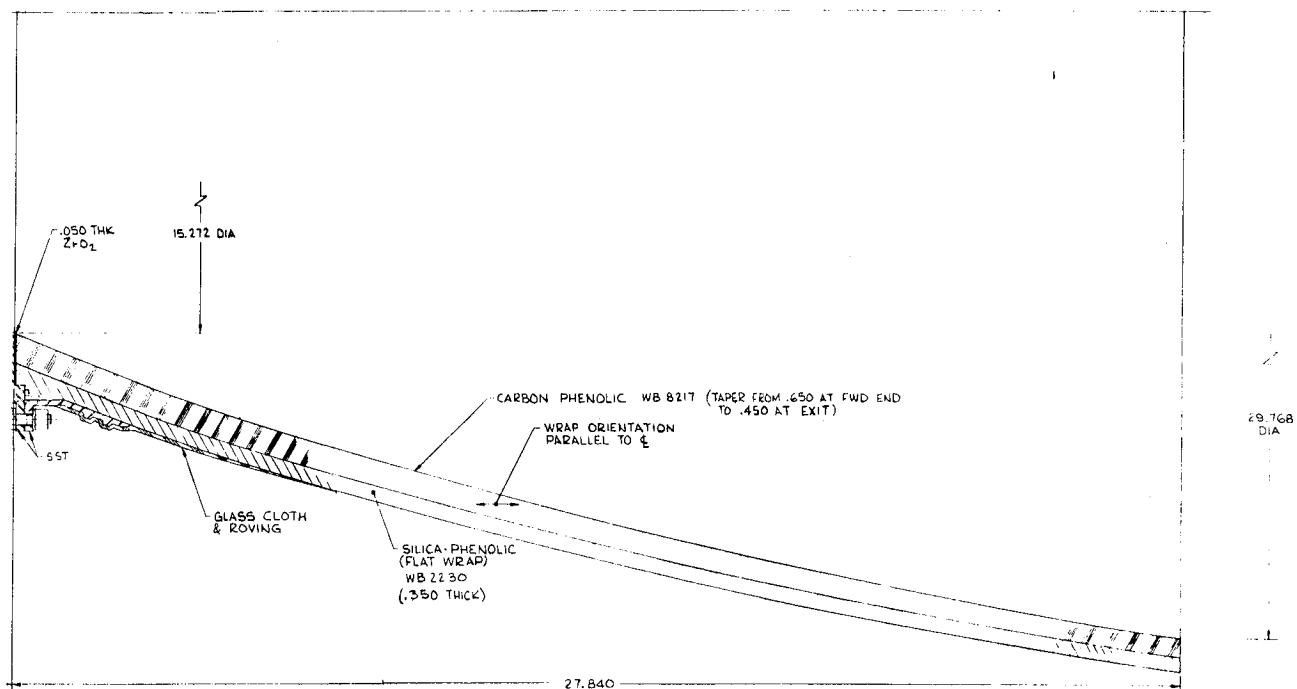 .050 THK
ZrO2
15.272 DIA
CARBON PHENOLIC WB 8217 (TAPER FROM .650 AT FWD END
TO .450 AT EXIT)
WRAP ORIENTATION
PARALLEL TO ℄
29.768
DIA
SST
GLASS CLOTH
& ROVING
SILICA-PHENOLIC
(FLAT WRAP)
WB 2230
(.350 THICK)
27.840